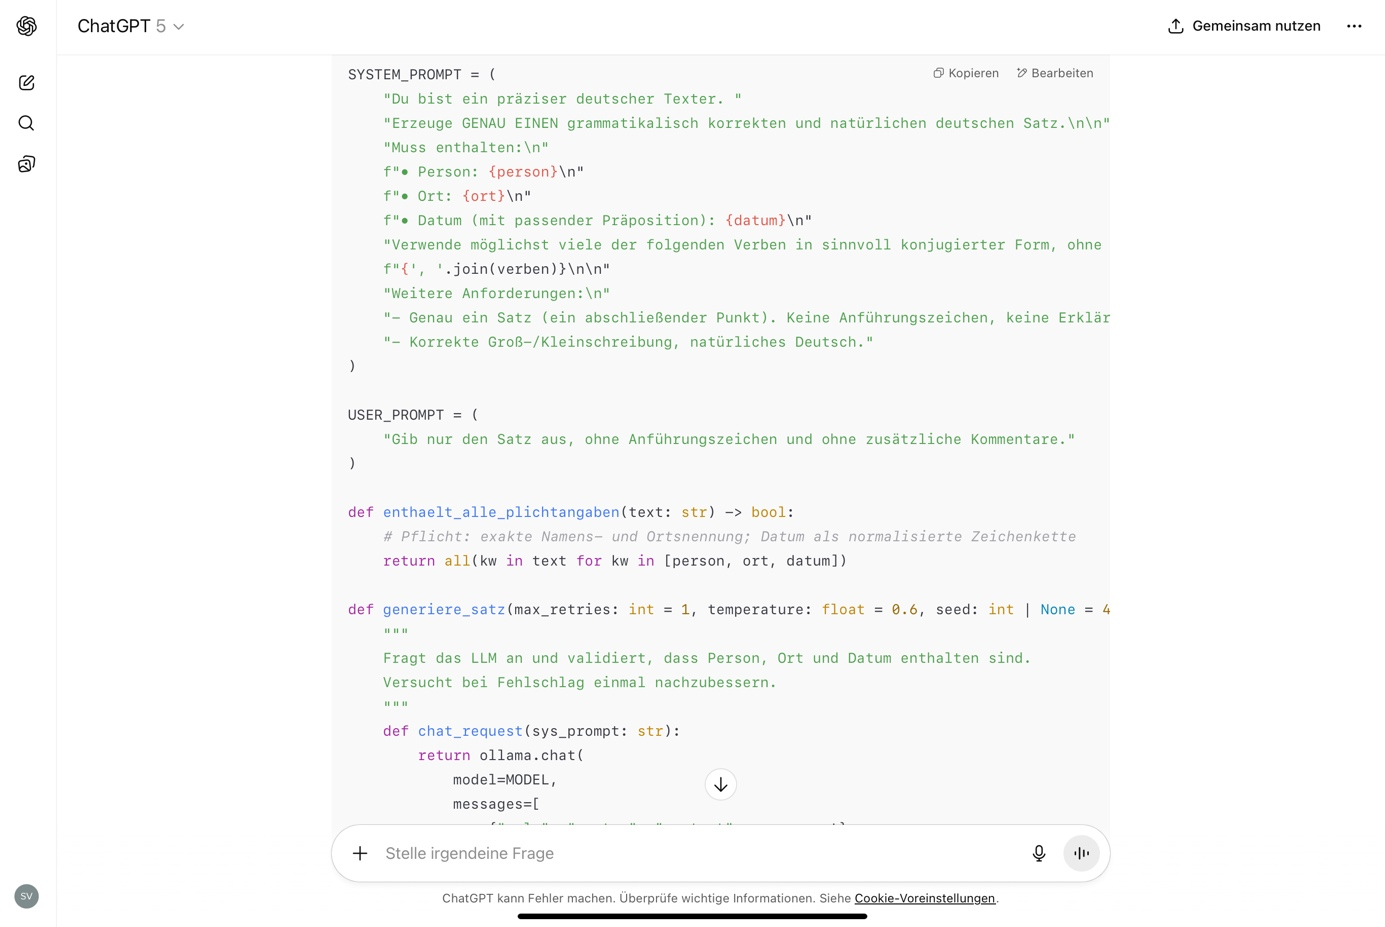 ChatGPT 5
Gemeinsam nutzen
Kopieren Bearbeiten
SYSTEM_PROMPT = (
    "Du bist ein präziser deutscher Texter. "
    "Erzeuge GENAU EINEN grammatikalisch korrekten und natürlichen deutschen Satz.\n\n"
    "Muss enthalten:\n"
    f"• Person: {person}\n"
    f"• Ort: {ort}\n"
    f"• Datum (mit passender Präposition): {datum}\n"
    "Verwende möglichst viele der folgenden Verben in sinnvoll konjugierter Form, ohne
    f"{', '.join(verben)}\n\n"
    "Weitere Anforderungen:\n"
    "– Genau ein Satz (ein abschließender Punkt). Keine Anführungszeichen, keine Erklär
    "– Korrekte Groß-/Kleinschreibung, natürliches Deutsch."
)
USER_PROMPT = (
    "Gib nur den Satz aus, ohne Anführungszeichen und ohne zusätzliche Kommentare."
)
def enthaelt_alle_plichtangaben(text: str) -> bool:
    # Pflicht: exakte Namens- und Ortsnennung; Datum als normalisierte Zeichenkette
    return all(kw in text for kw in [person, ort, datum])
def generiere_satz(max_retries: int = 1, temperature: float = 0.6, seed: int | None = 4
    """
    Fragt das LLM an und validiert, dass Person, Ort und Datum enthalten sind.
    Versucht bei Fehlschlag einmal nachzubessern.
    """
    def chat_request(sys_prompt: str):
        return ollama.chat(
            model=MODEL,
            messages=[
Stelle irgendeine Frage
SV
ChatGPT kann Fehler machen. Überprüfe wichtige Informationen. Siehe Cookie-Voreinstellungen.